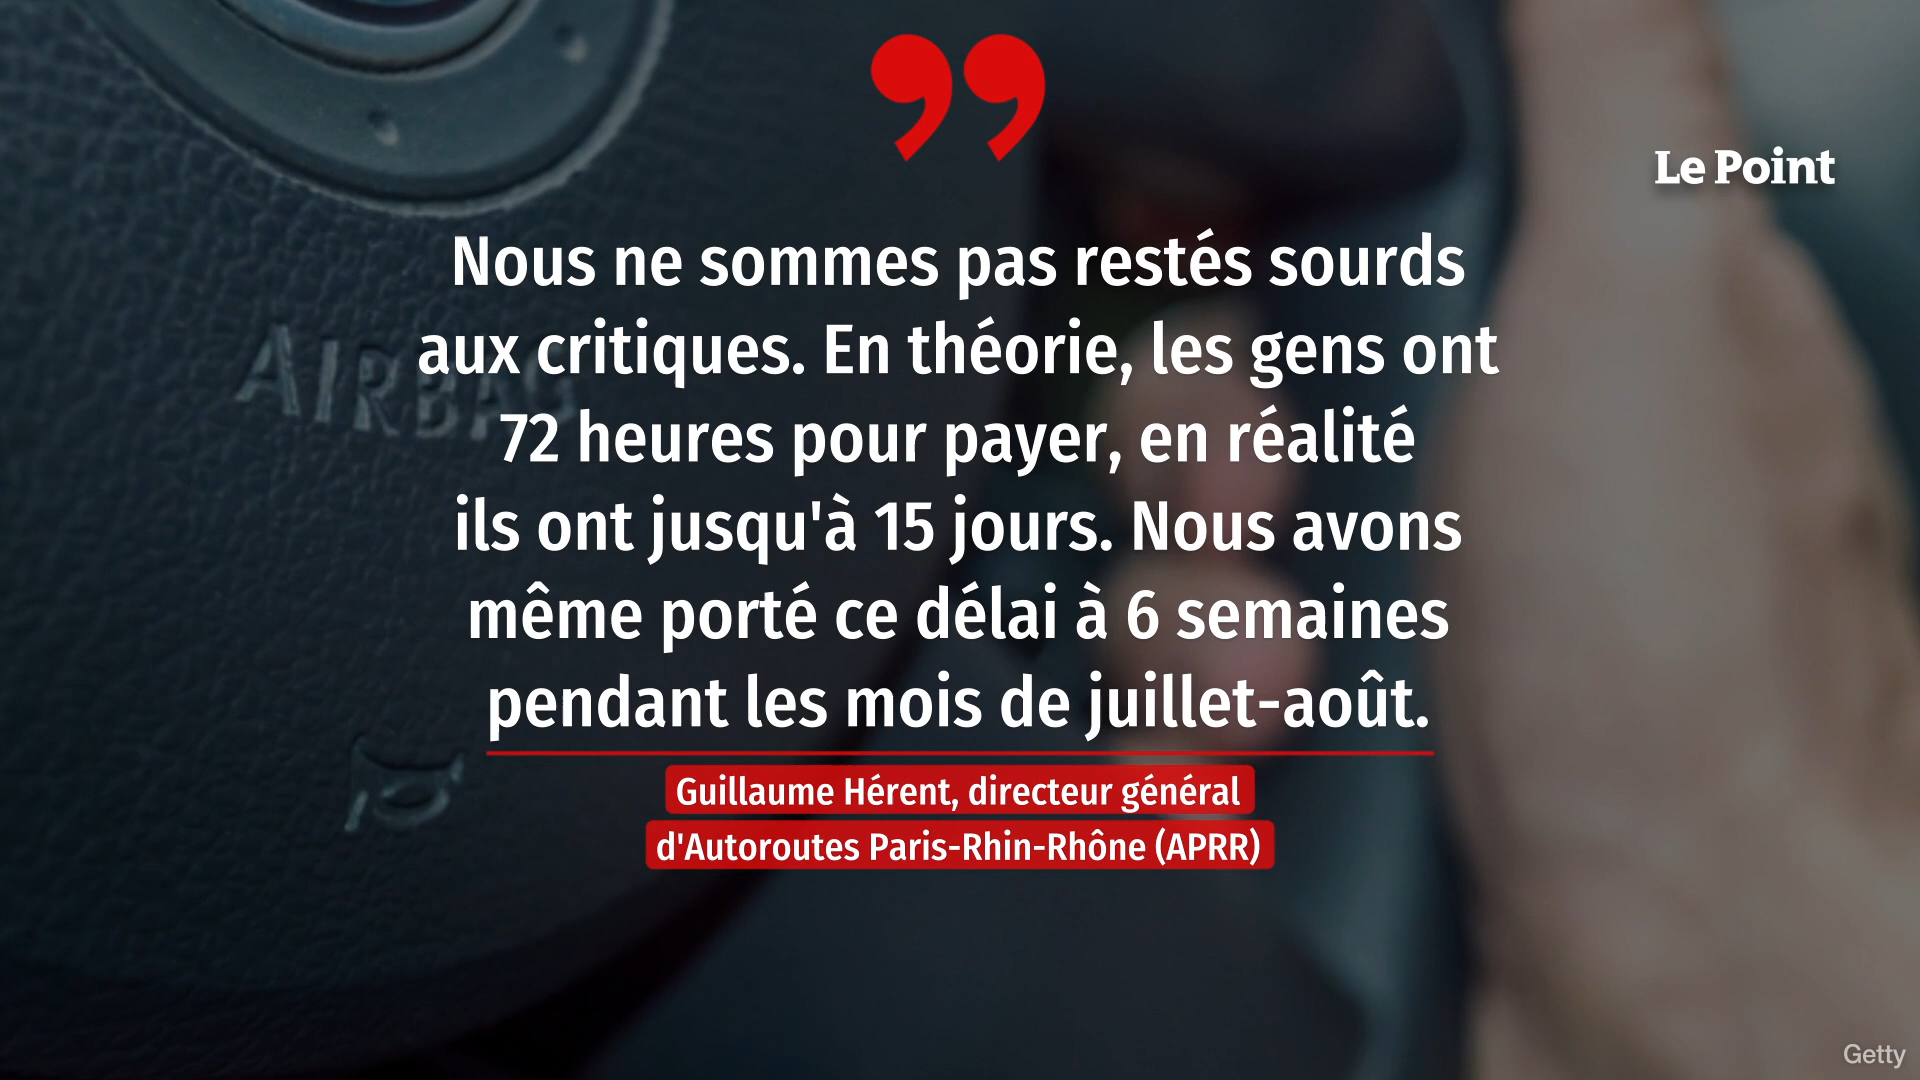 ”
Le Point
Nous ne sommes pas restés sourds
aux critiques. En théorie, les gens ont
72 heures pour payer, en réalité
ils ont jusqu'à 15 jours. Nous avons
même porté ce délai à 6 semaines
pendant les mois de juillet-août.
Guillaume Hérent, directeur général
d'Autoroutes Paris-Rhin-Rhône (APRR)
AIRBAG
Getty